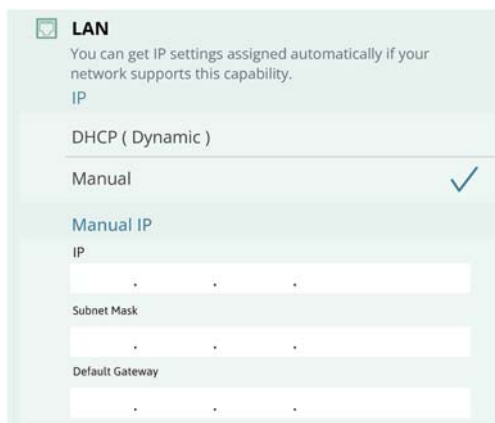 LAN
You can get IP settings assigned automatically if your
network supports this capability.
IP
DHCP ( Dynamic )
Manual
Manual IP
IP
. . .
Subnet Mask
. . .
Default Gateway
. . .